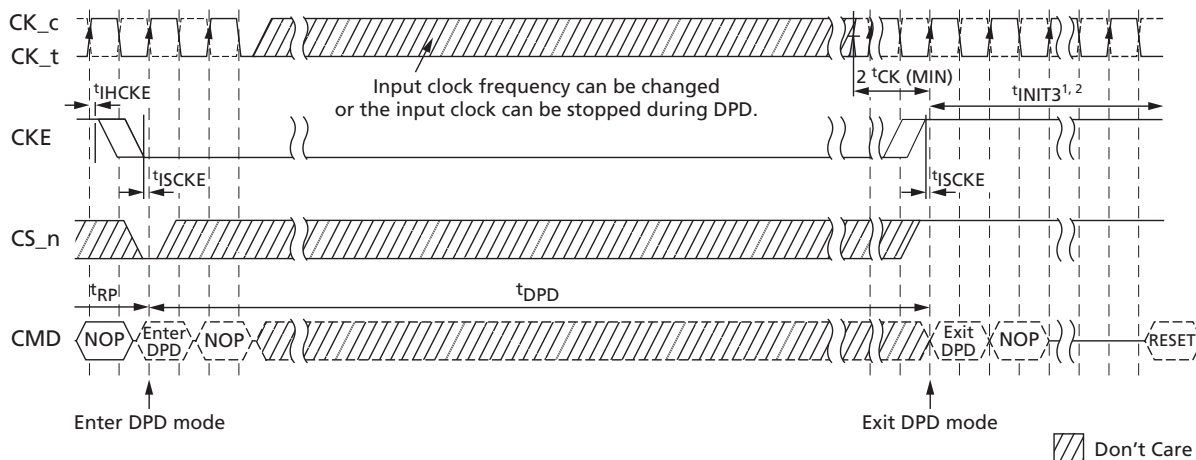 CK_c
CK_t
Input clock frequency can be changed
or the input clock can be stopped during DPD.
2 tCK (MIN)
tIHCKE
tINIT31, 2
CKE
tISCKE
tISCKE
CS_n
tRP
tDPD
CMD
NOP
Enter
DPD
NOP
Exit
DPD
NOP
RESET
Enter DPD mode
Exit DPD mode
Don't Care